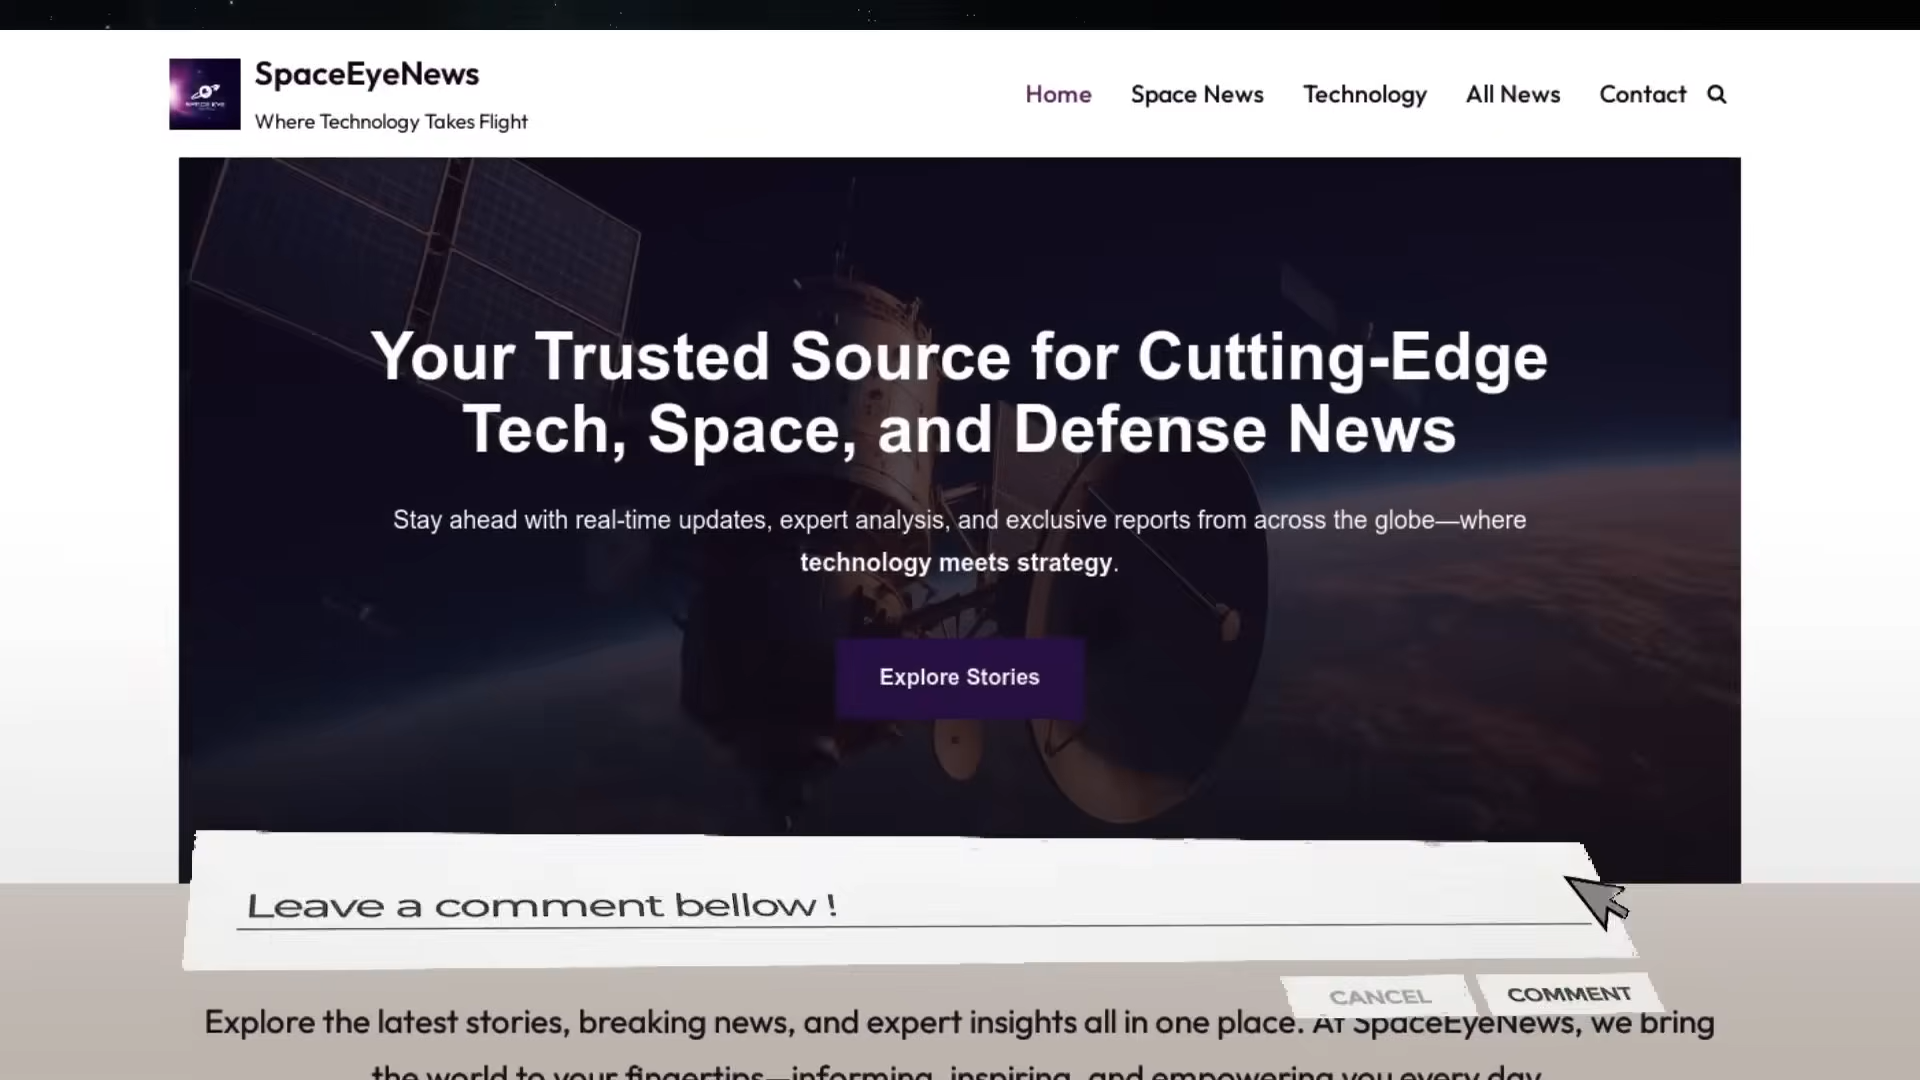 SpaceEyeNews
Where Technology Takes Flight
Home Space News Technology All News Contact
Your Trusted Source for Cutting-Edge
Tech, Space, and Defense News
Stay ahead with real-time updates, expert analysis, and exclusive reports from across the globe—where
technology meets strategy.
Explore Stories
Leave a comment bellow !
CANCEL COMMENT
Explore the latest stories, breaking news, and expert insights all in one place. At SpaceEyeNews, we bring
the world to your fingertips—informing, inspiring, and empowering you every day.